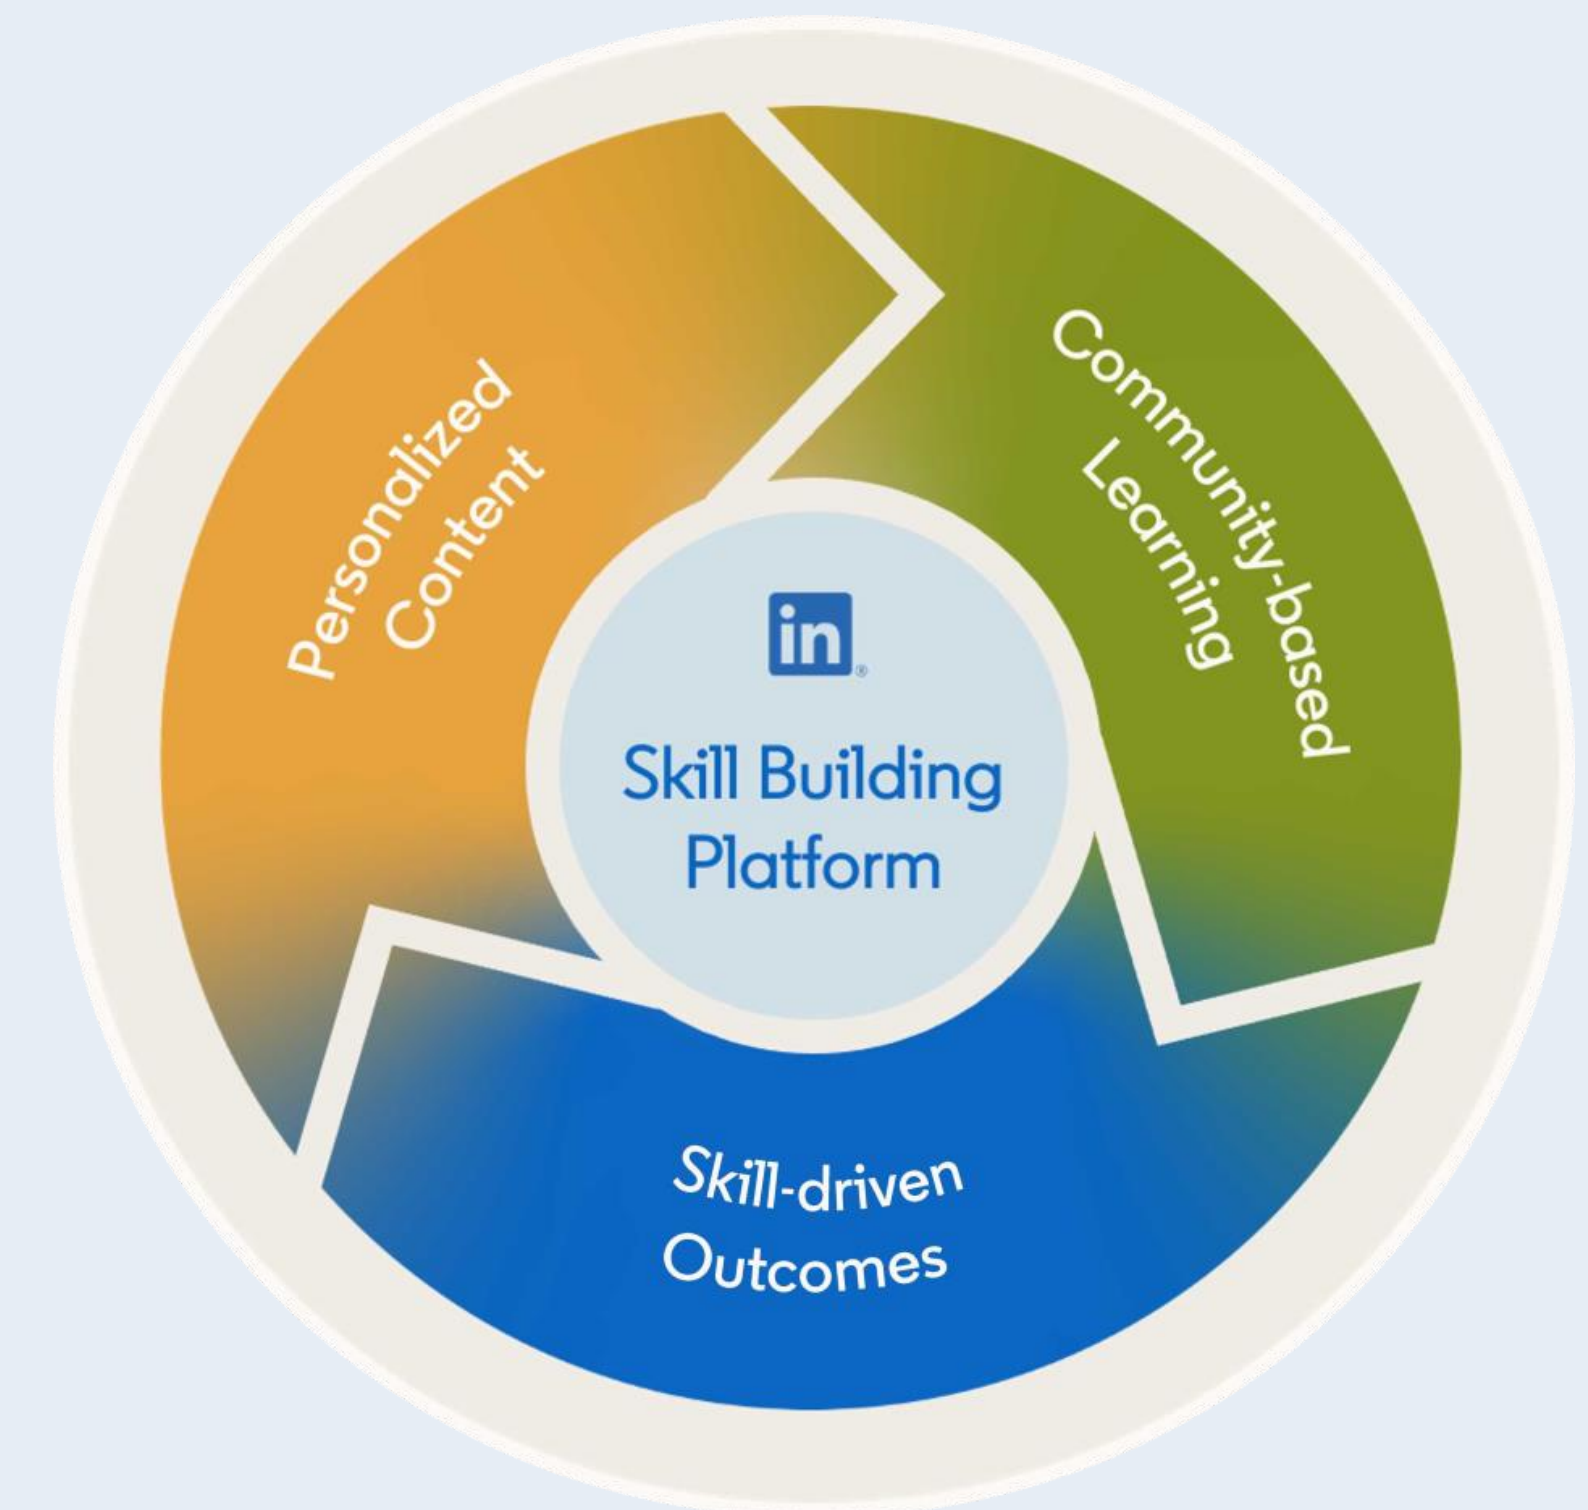 Personalized
Content
Community-based
Learning
in
Skill Building
Platform
Skill-driven
Outcomes